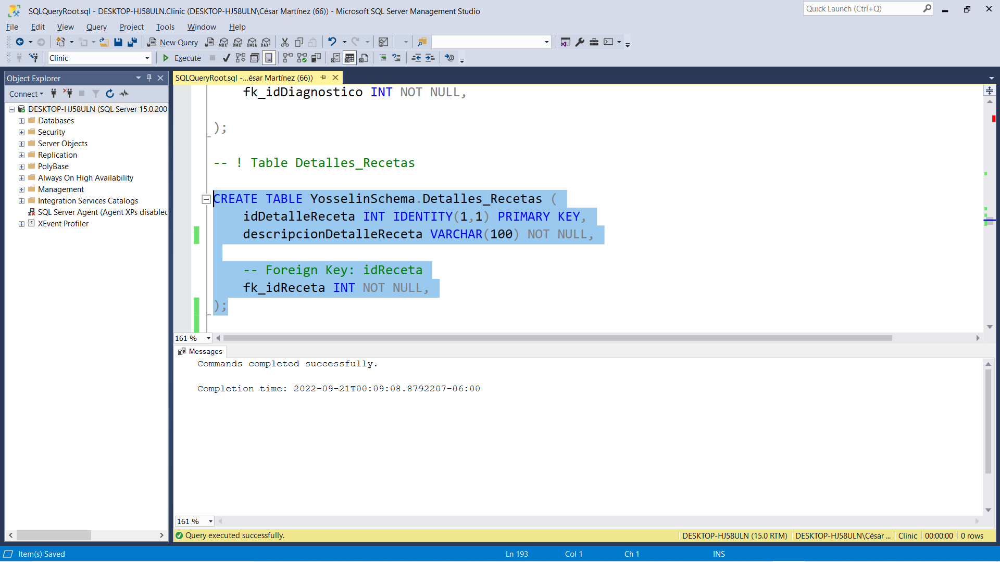 SQLQueryRoot.sql - DESKTOP-HJ58ULN.Clinic (DESKTOP-HJ58ULN\César Martínez (66)) - Microsoft SQL Server Management Studio
Quick Launch (Ctrl+Q)
File Edit View Query Project Tools Window Help
New Query MDX DMX XMLA DAX
Clinic Execute
Object Explorer
SQLQueryRoot.sql -...ésar Martínez (66))
Connect
DESKTOP-HJ58ULN (SQL Server 15.0.200
Databases
Security
Server Objects
Replication
PolyBase
Always On High Availability
Management
Integration Services Catalogs
SQL Server Agent (Agent XPs disabled
XEvent Profiler
fk_idDiagnostico INT NOT NULL,
);
-- ! Table Detalles_Recetas
CREATE TABLE YosselinSchema.Detalles_Recetas (
idDetalleReceta INT IDENTITY(1,1) PRIMARY KEY,
descripcionDetalleReceta VARCHAR(100) NOT NULL,
-- Foreign Key: idReceta
fk_idReceta INT NOT NULL,
);
161 %
Messages
Commands completed successfully.
Completion time: 2022-09-21T00:09:08.8792207-06:00
161 %
Query executed successfully. DESKTOP-HJ58ULN (15.0 RTM) DESKTOP-HJ58ULN\César ... Clinic 00:00:00 0 rows
Item(s) Saved Ln 193 Col 1 Ch 1 INS